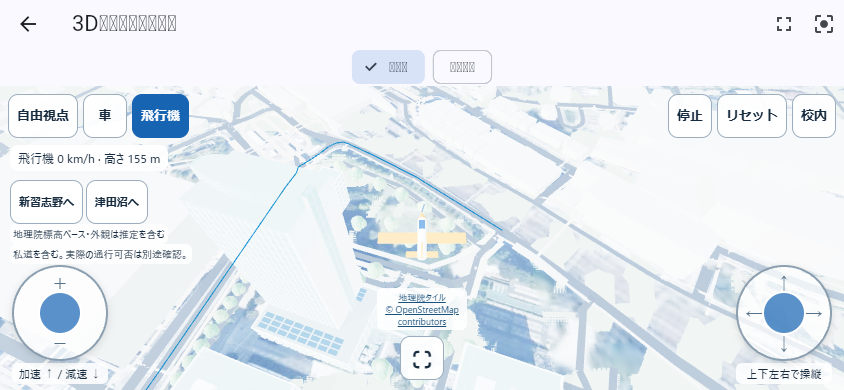 3D
自由視点
車
飛行機
停止
リセット
校内
飛行機 0 km/h · 高さ 155 m
新習志野へ
津田沼へ
地理院標高ベース・外観は推定を含む
私道を含む。実際の通行可否は別途確認。
地理院タイル
© OpenStreetMap
contributors
加速 ↑ / 減速 ↓
上下左右で操縦